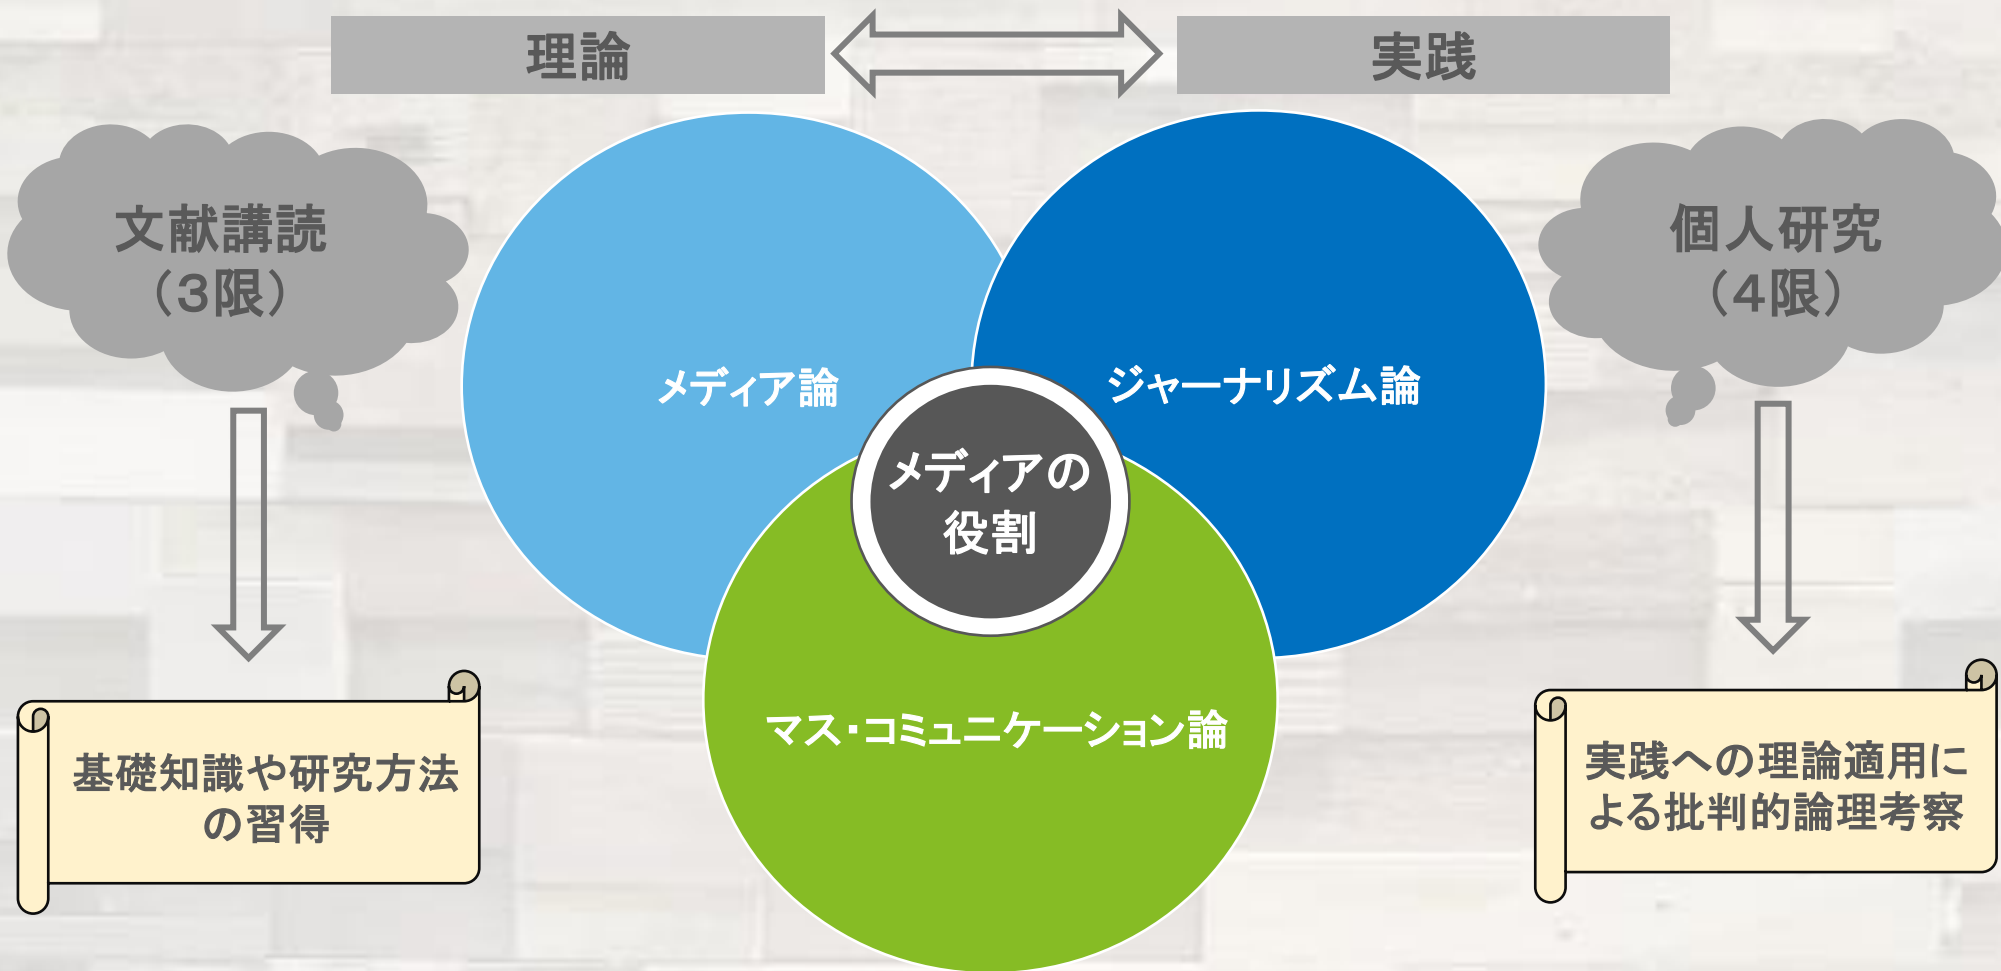 理論
実践
文献講読
（3限）
個人研究
（4限）
メディア論
ジャーナリズム論
メディアの
役割
マス・コミュニケーション論
基礎知識や研究方法
の習得
実践への理論適用に
よる批判的論理考察